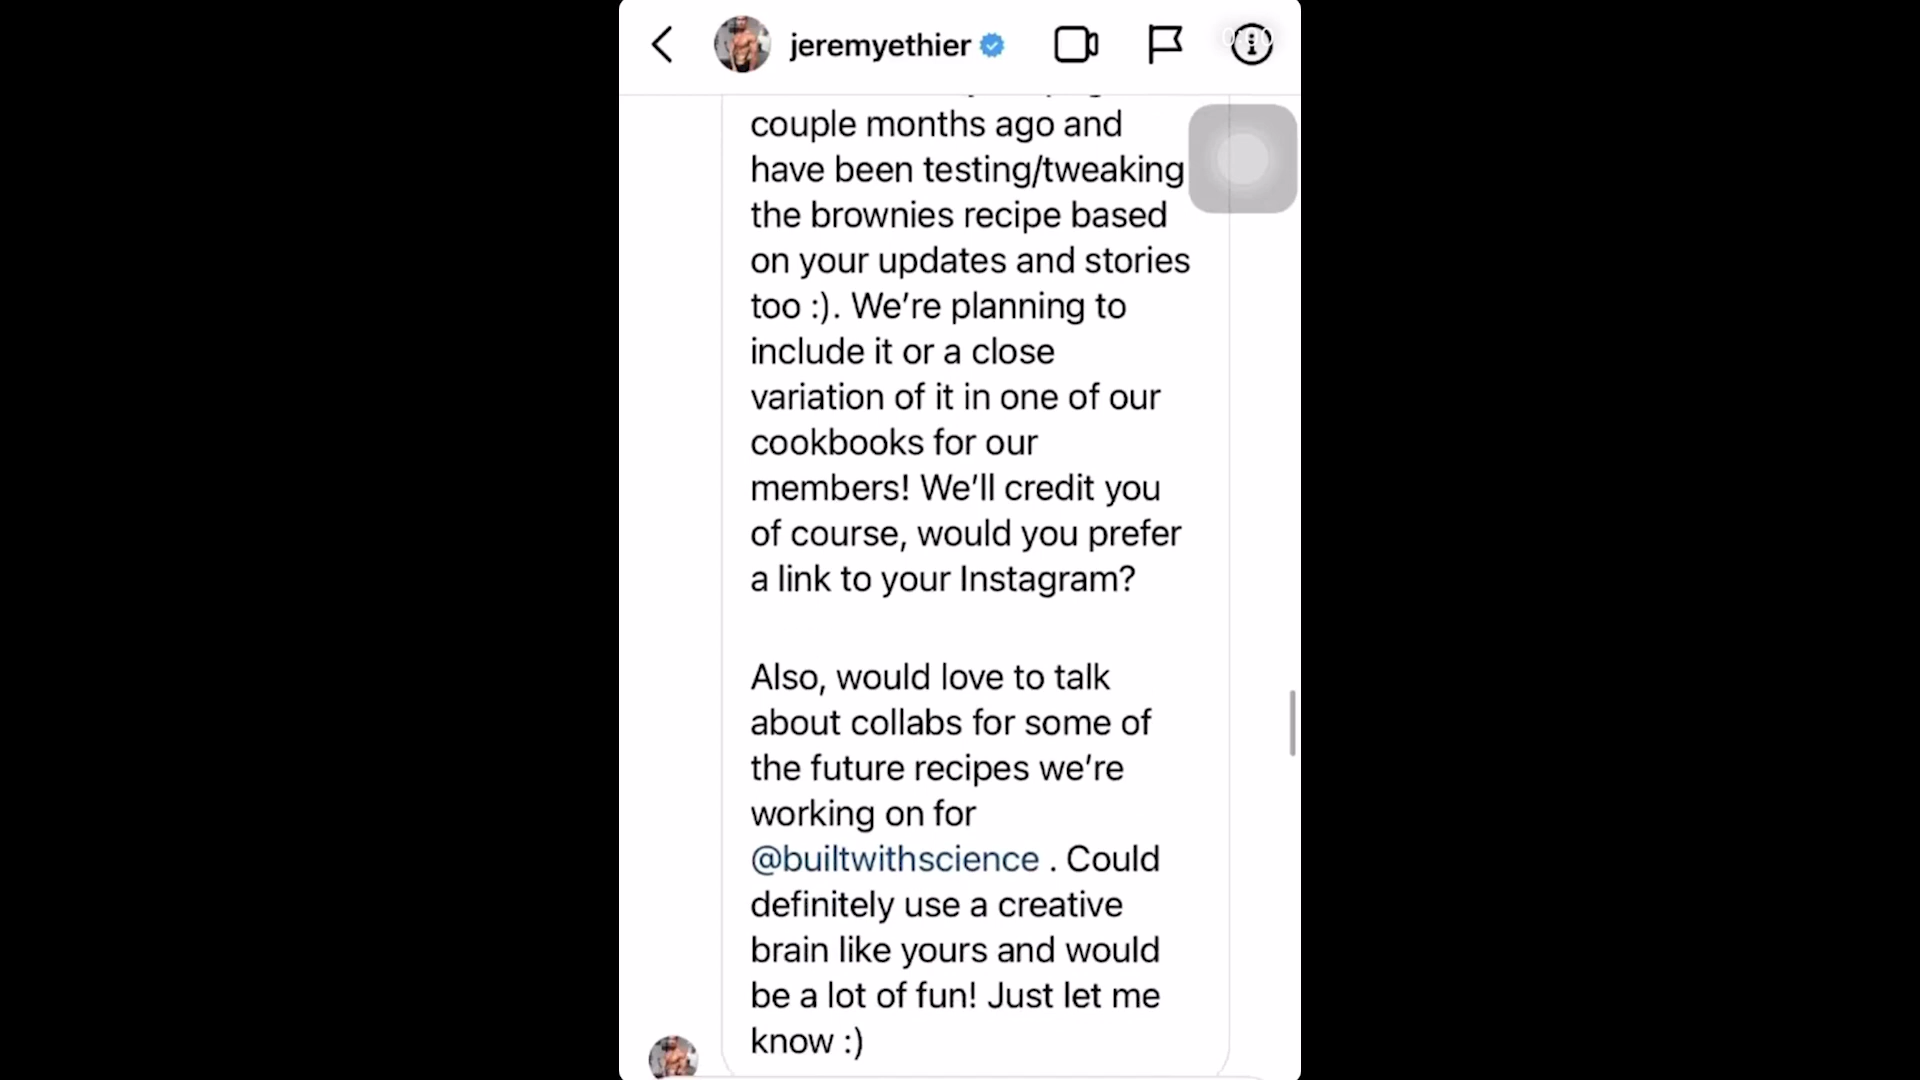 jeremyethier
couple months ago and
have been testing/tweaking
the brownies recipe based
on your updates and stories
too :). We’re planning to
include it or a close
variation of it in one of our
cookbooks for our
members! We’ll credit you
of course, would you prefer
a link to your Instagram?
Also, would love to talk
about collabs for some of
the future recipes we’re
working on for
@builtwithscience . Could
definitely use a creative
brain like yours and would
be a lot of fun! Just let me
know :)